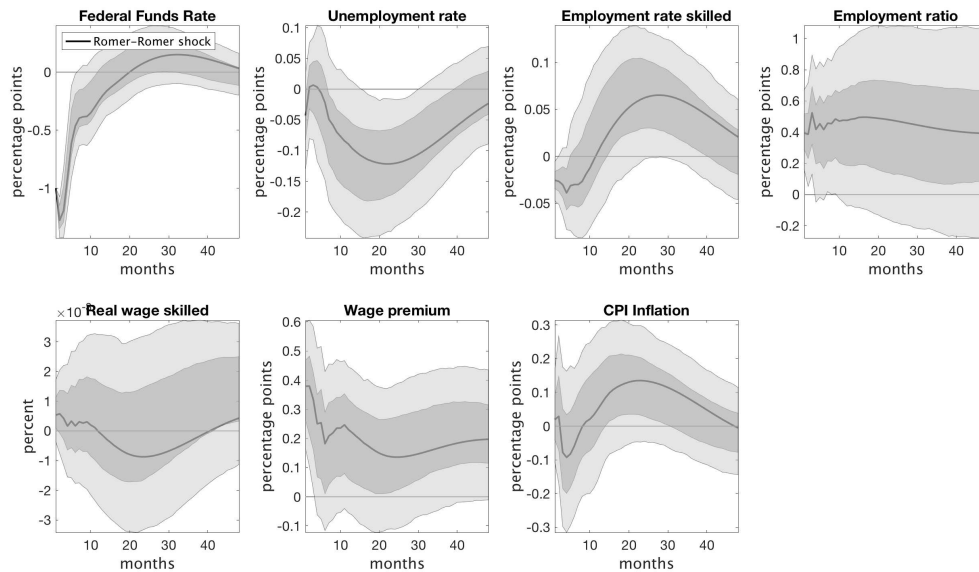 Federal Funds Rate
Unemployment rate
Employment rate skilled
Employment ratio
Romer-Romer shock
percentage points
0
-0.5
-1
10 20 30 40
months
percentage points
0.1
0.05
0
-0.05
-0.1
-0.15
-0.2
10 20 30 40
months
percentage points
0.1
0.05
0
-0.05
10 20 30 40
months
percentage points
1
0.8
0.6
0.4
0.2
0
-0.2
10 20 30 40
months
Real wage skilled
Wage premium
CPI Inflation
percent
3
2
1
0
-1
-2
-3
10 20 30 40
months
percentage points
0.6
0.5
0.4
0.3
0.2
0.1
0
-0.1
10 20 30 40
months
percentage points
0.3
0.2
0.1
0
-0.1
-0.2
-0.3
10 20 30 40
months